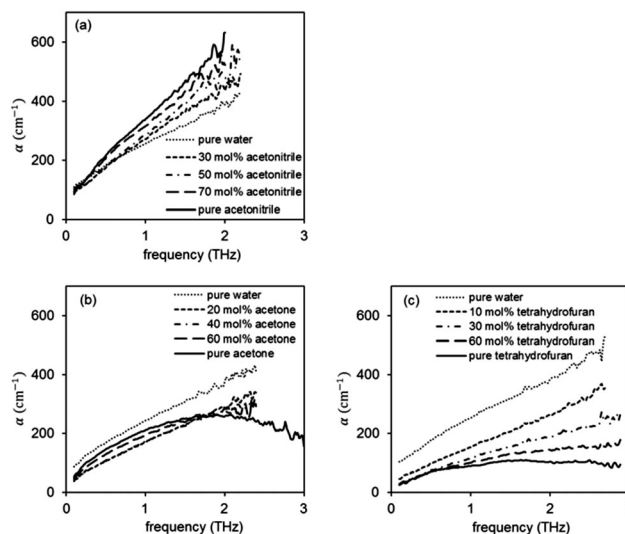 (a)
600
400
200
0
α (cm⁻¹)
pure water
30 mol% acetonitrile
50 mol% acetonitrile
70 mol% acetonitrile
pure acetonitrile
0 1 2 3
frequency (THz)
(b)
600
400
200
0
α (cm⁻¹)
pure water
20 mol% acetone
40 mol% acetone
60 mol% acetone
pure acetone
0 1 2 3
frequency (THz)
(c)
600
400
200
0
α (cm⁻¹)
pure water
10 mol% tetrahydrofuran
30 mol% tetrahydrofuran
60 mol% tetrahydrofuran
pure tetrahydrofuran
0 1 2
frequency (THz)